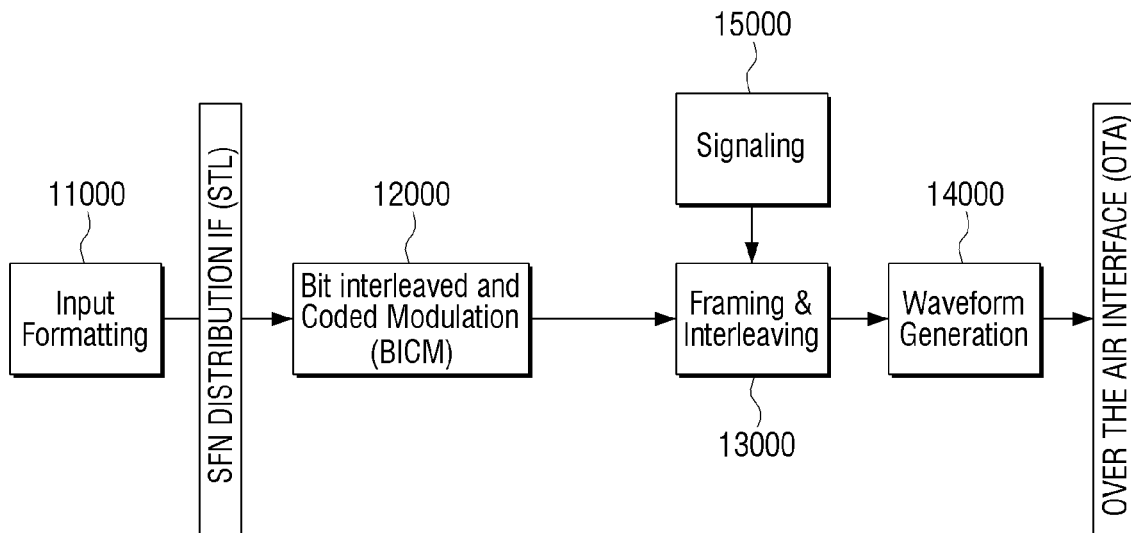 15000
Signaling
11000
Input
Formatting
SFN DISTRIBUTION IF (STL)
12000
Bit interleaved and
Coded Modulation
(BICM)
Framing &
Interleaving
13000
14000
Waveform
Generation
OVER THE AIR INTERFACE (OTA)